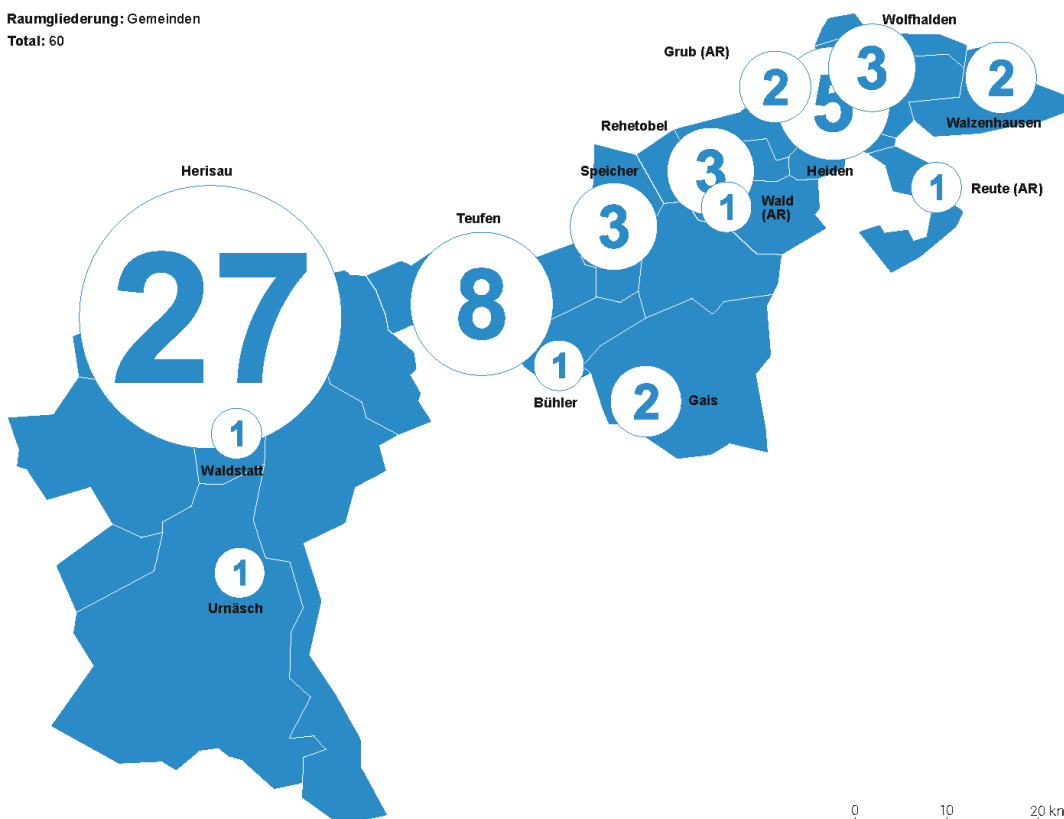 Raumgliederung: Gemeinden
Total: 60
Wolfhalden
3
Grub (AR)
2
5
2
Walzenhausen
Rehetobel
3
Heiden
Speicher
3
1
Wald
(AR)
1
Reute (AR)
Herisau
27
Teufen
8
1
Bühler
2
Gais
1
Waldstatt
1
Urnäsch
0 10 20 km